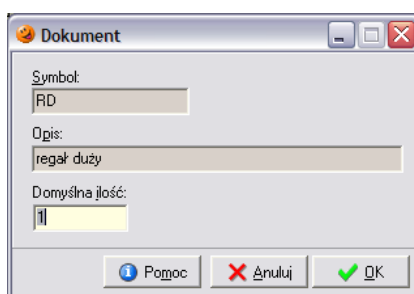 Dokument
Symbol:
RD
Opis:
regał duży
Domyślna ilość:
1
Pomoc Anuluj OK